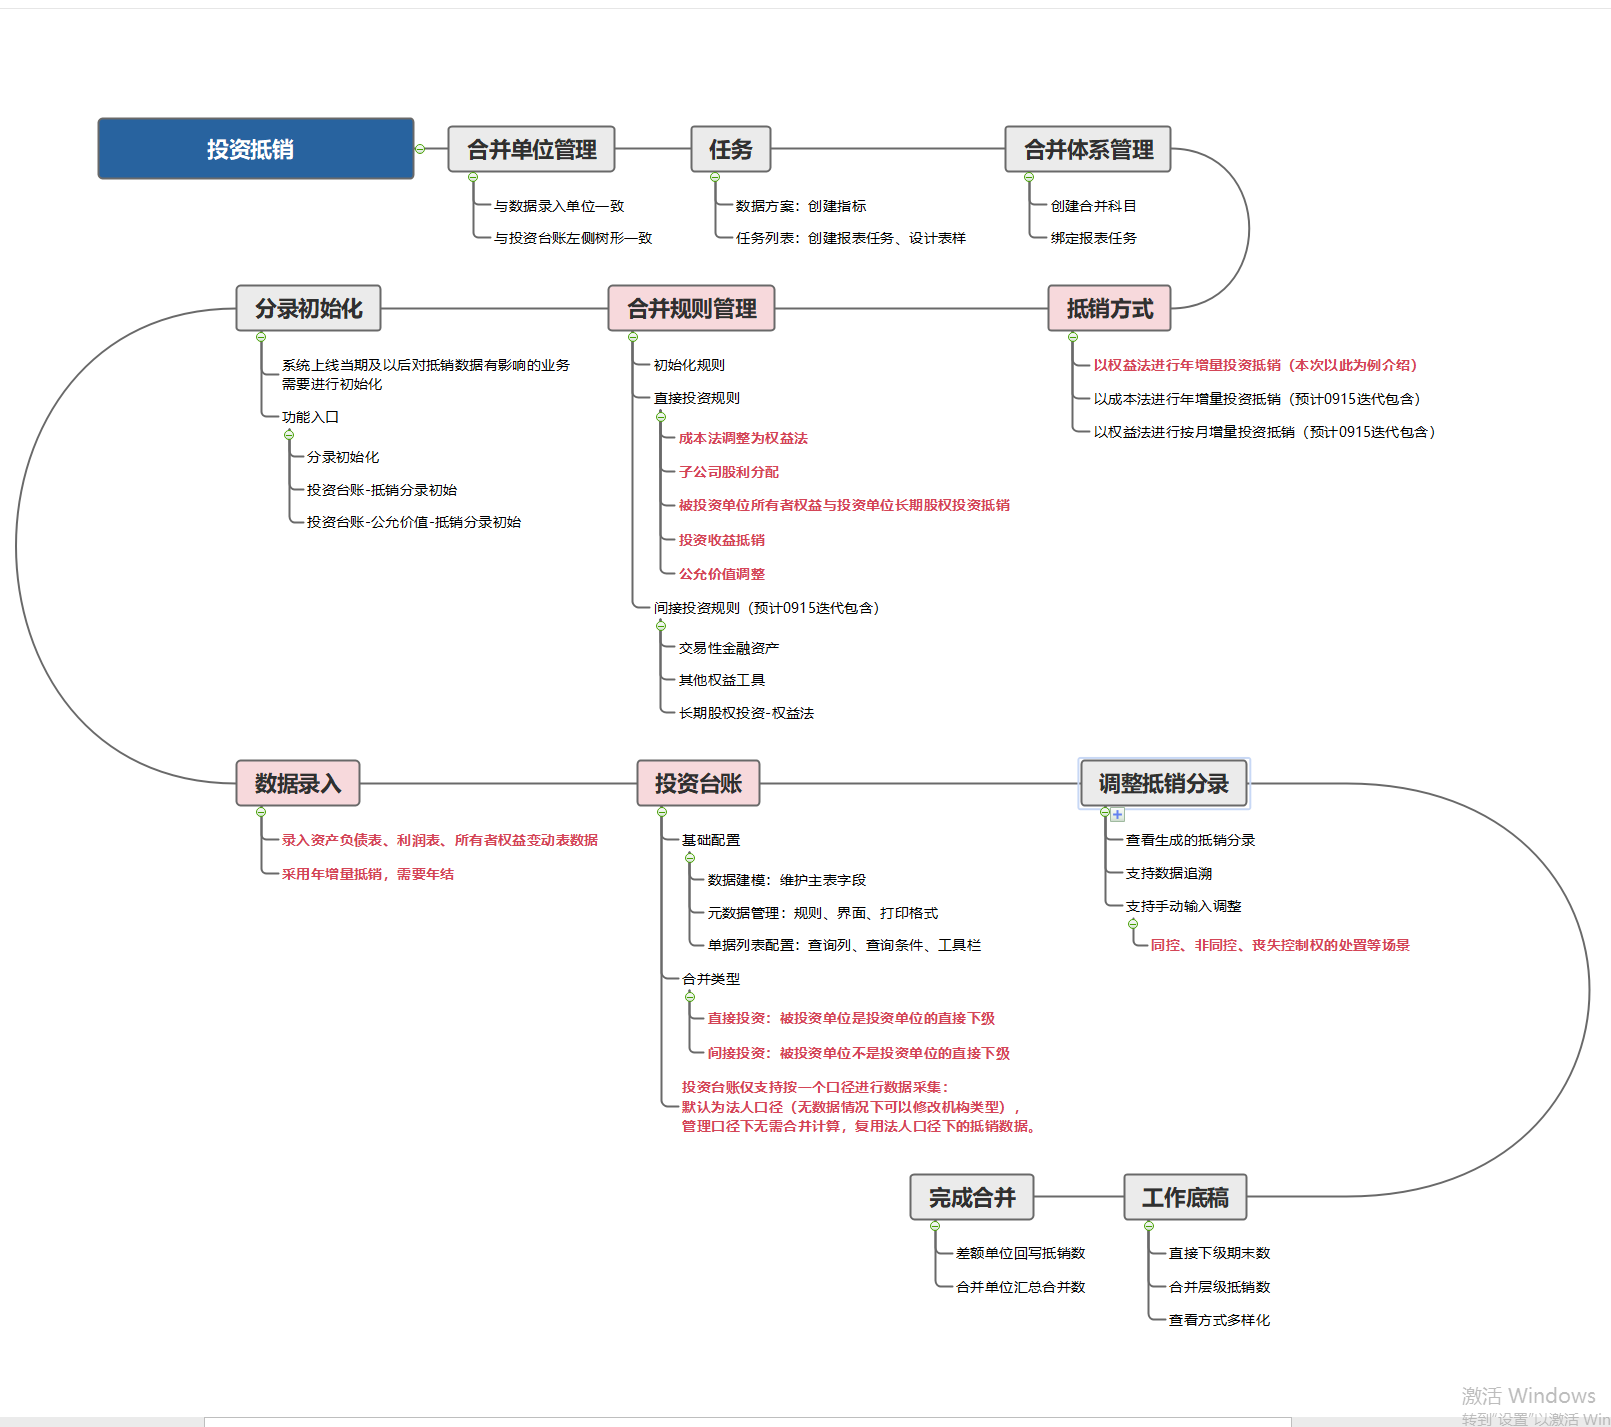 投资抵销
合并单位管理
与数据录入单位一致
与投资台账左侧树形一致
任务
数据方案：创建指标
任务列表：创建报表任务、设计表样
合并体系管理
创建合并科目
绑定报表任务
抵销方式
以权益法进行年增量投资抵销（本次以此为例介绍）
以成本法进行年增量投资抵销（预计0915迭代包含）
以权益法进行按月增量投资抵销（预计0915迭代包含）
合并规则管理
初始化规则
直接投资规则
成本法调整为权益法
子公司股利分配
被投资单位所有者权益与投资单位长期股权投资抵销
投资收益抵销
公允价值调整
间接投资规则（预计0915迭代包含）
交易性金融资产
其他权益工具
长期股权投资-权益法
分录初始化
系统上线当期及以后对抵销数据有影响的业务
需要进行初始化
功能入口
分录初始化
投资台账-抵销分录初始
投资台账-公允价值-抵销分录初始
数据录入
录入资产负债表、利润表、所有者权益变动表数据
采用年增量抵销，需要年结
投资台账
基础配置
数据建模：维护主表字段
元数据管理：规则、界面、打印格式
单据列表配置：查询列、查询条件、工具栏
合并类型
直接投资：被投资单位是投资单位的直接下级
间接投资：被投资单位不是投资单位的直接下级
投资台账仅支持按一个口径进行数据采集：
默认为法人口径（无数据情况下可以修改机构类型），
管理口径下无需合并计算，复用法人口径下的抵销数据。
调整抵销分录
查看生成的抵销分录
支持数据追溯
支持手动输入调整
同控、非同控、丧失控制权的处置等场景
工作底稿
直接下级期末数
合并层级抵销数
查看方式多样化
完成合并
差额单位回写抵销数
合并单位汇总合并数
激活 Windows
转到"设置"以激活 Win